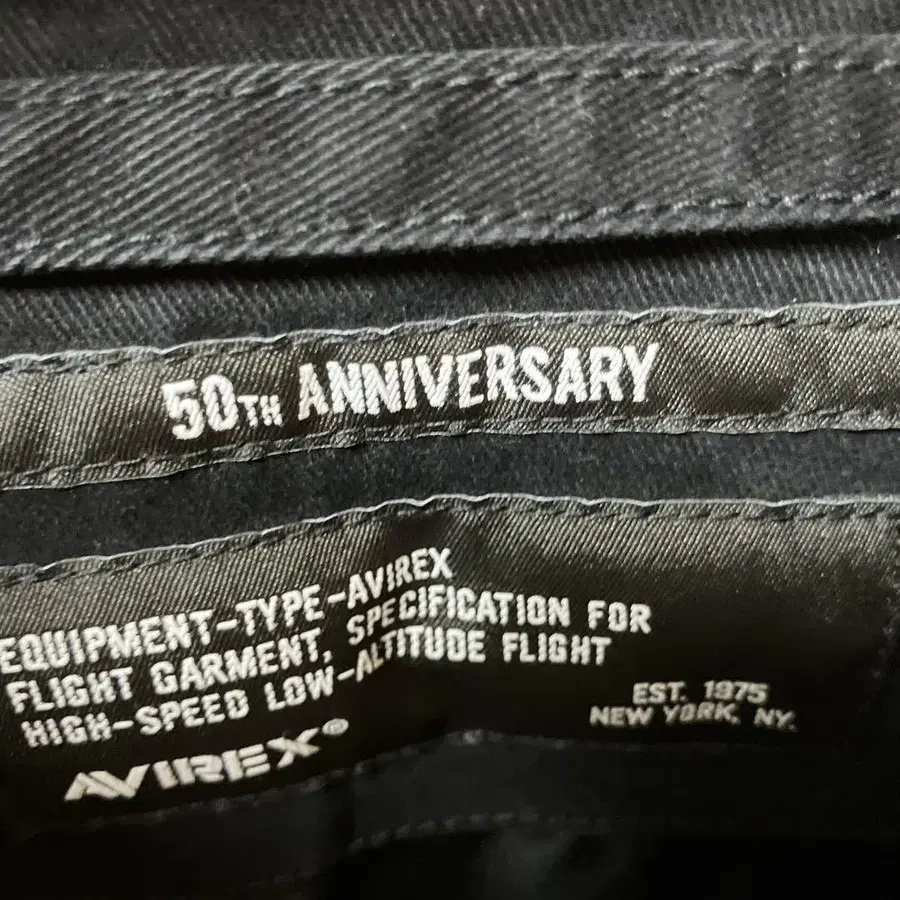 50TH ANNIVERSARY
EQUIPMENT-TYPE-AVIREX
FLIGHT GARMENT, SPECIFICATION FOR
HIGH-SPEED LOW-ALTITUDE FLIGHT
EST. 1975
NEW YORK, NY.
AVIREX®